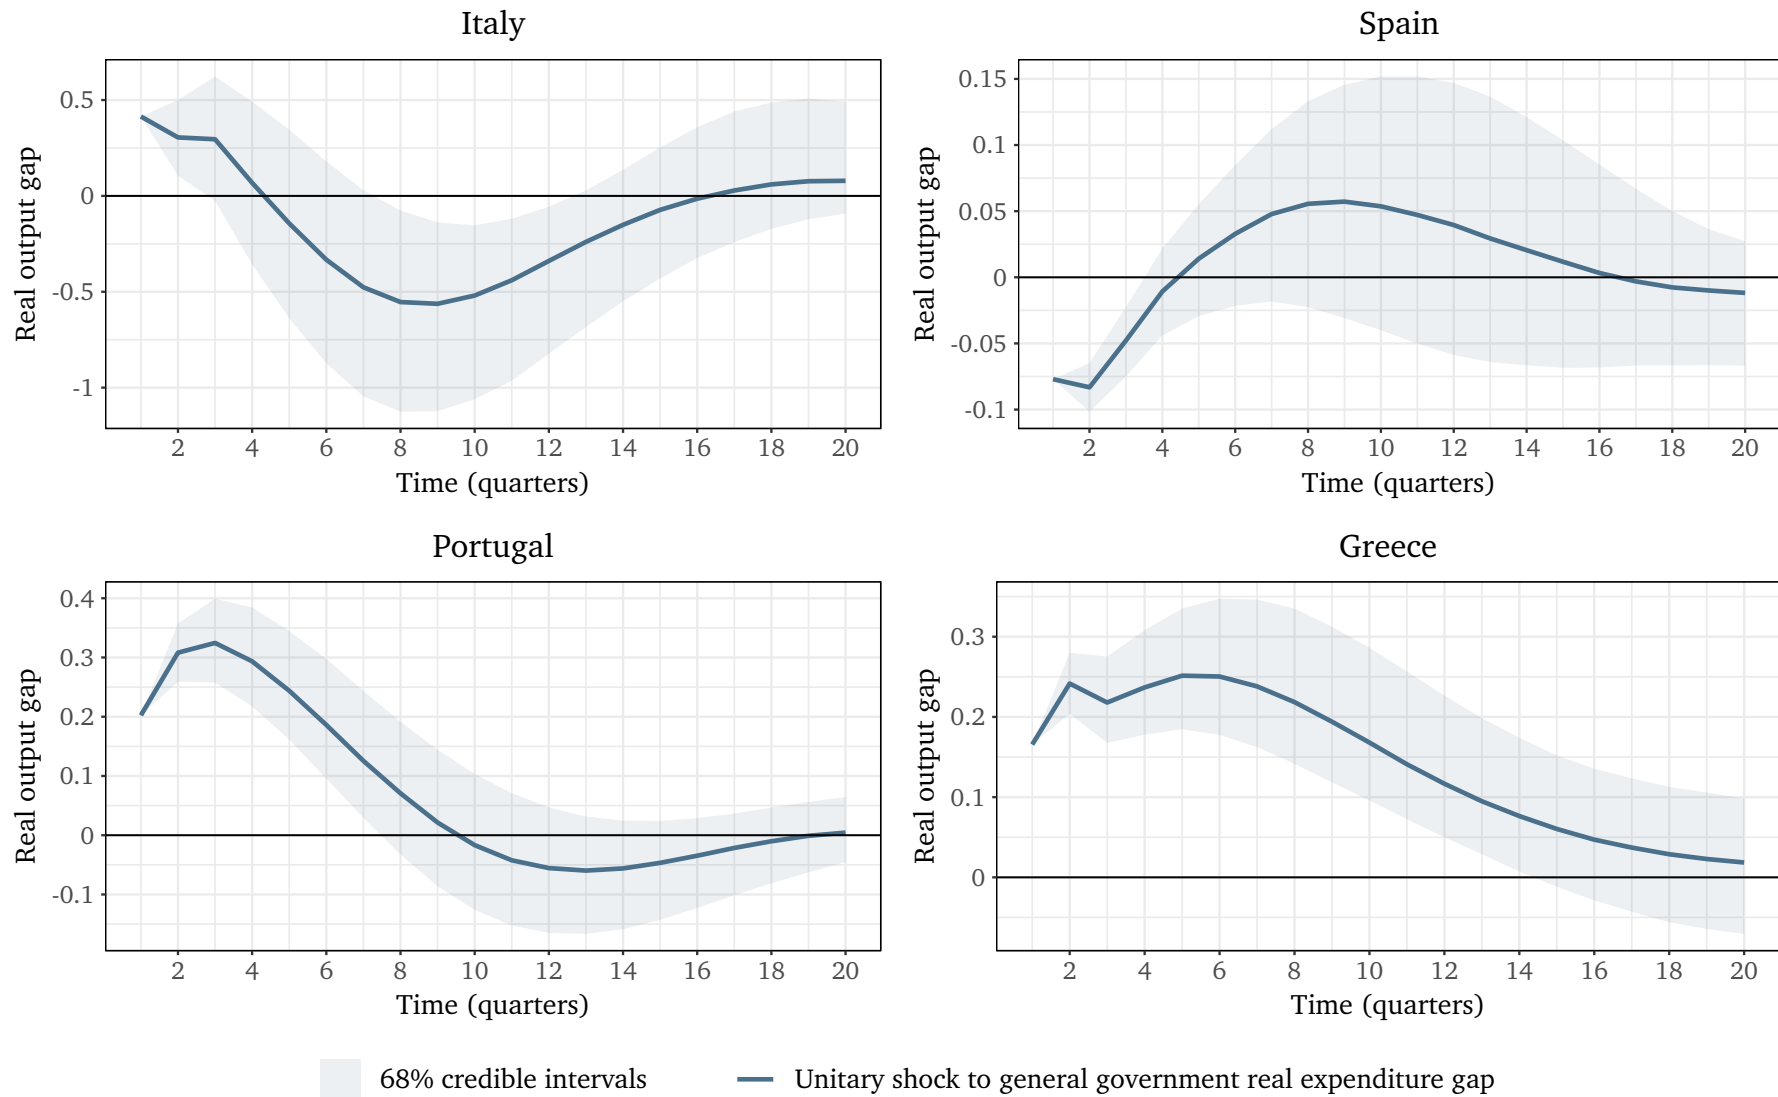 Italy
Real output gap
0.5
0
-0.5
-1
2 4 6 8 10 12 14 16 18 20
Time (quarters)
Spain
Real output gap
0.15
0.1
0.05
0
-0.05
-0.1
2 4 6 8 10 12 14 16 18 20
Time (quarters)
Portugal
Real output gap
0.4
0.3
0.2
0.1
0
-0.1
2 4 6 8 10 12 14 16 18 20
Time (quarters)
Greece
Real output gap
0.3
0.2
0.1
0
2 4 6 8 10 12 14 16 18 20
Time (quarters)
68% credible intervals
Unitary shock to general government real expenditure gap